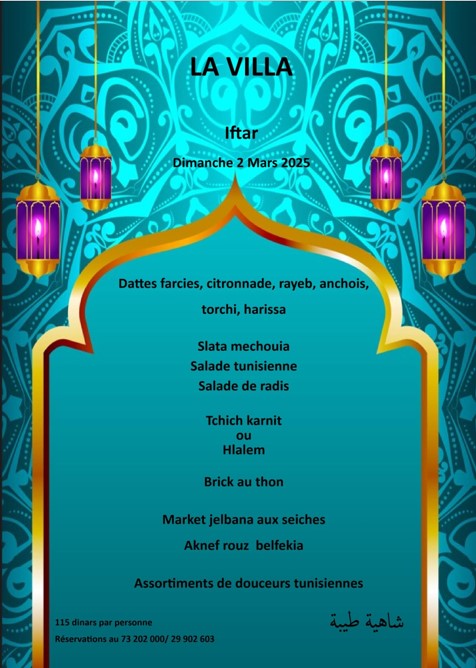 LA VILLA
Iftar
Dimanche 2 Mars 2025
Dattes farcies, citronnade, rayeb, anchois,
torchi, harissa
Slata mechouia
Salade tunisienne
Salade de radis
Tchich karnit
ou
Hlalem
Brick au thon
Market jelbana aux seiches
Aknef rouz belfekia
Assortiments de douceurs tunisiennes
115 dinars par personne
شاهية طيبة
Réservations au 73 202 000/ 29 902 603